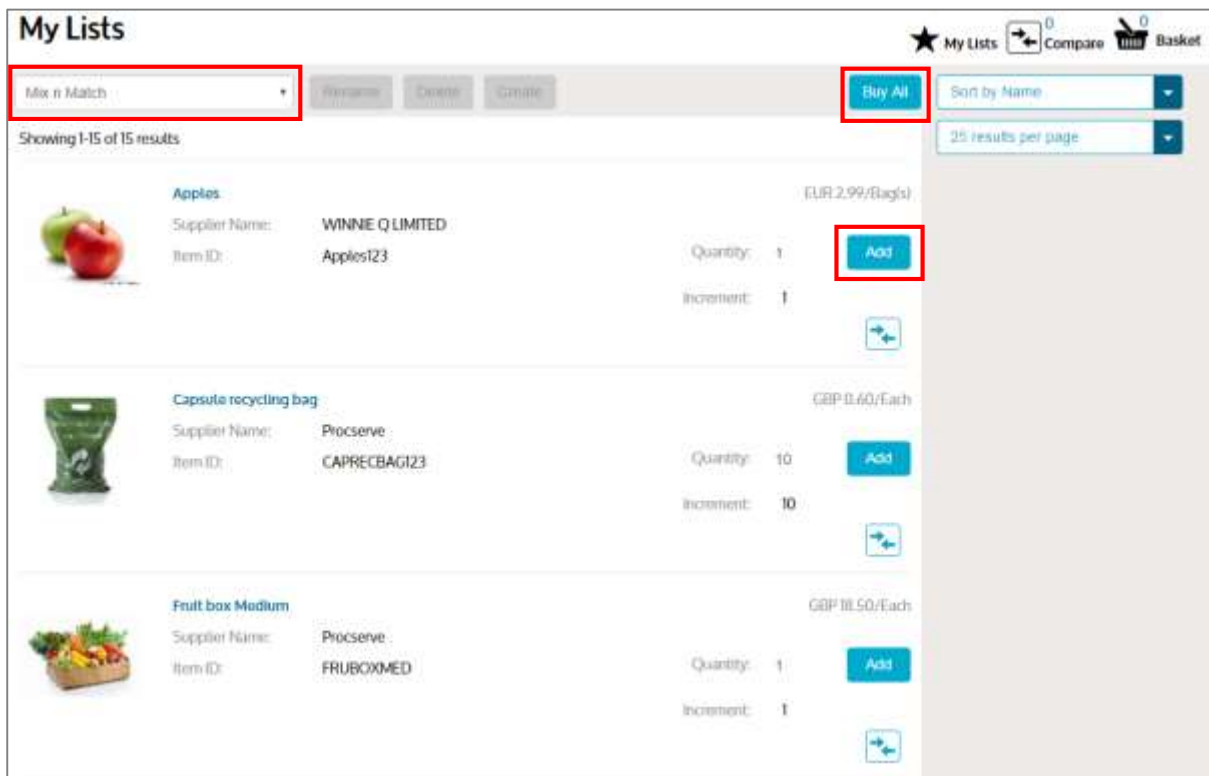 My Lists
My Lists 0 Compare 0 Basket
Mix n Match Rename Delete Create Buy All Sort by Name
Showing 1-15 of 15 results 25 results per page
Apples EUR 2.99/Bag(s)
Supplier Name: WINNIE Q LIMITED
Item ID: Apples123 Quantity: 1 Add
Increment: 1
Capsule recycling bag GBP 0.60/Each
Supplier Name: Procserve
Item ID: CAPRECBAG123 Quantity: 10 Add
Increment: 10
Fruit box Medium GBP 18.50/Each
Supplier Name: Procserve
Item ID: FRUBOXMED Quantity: 1 Add
Increment: 1